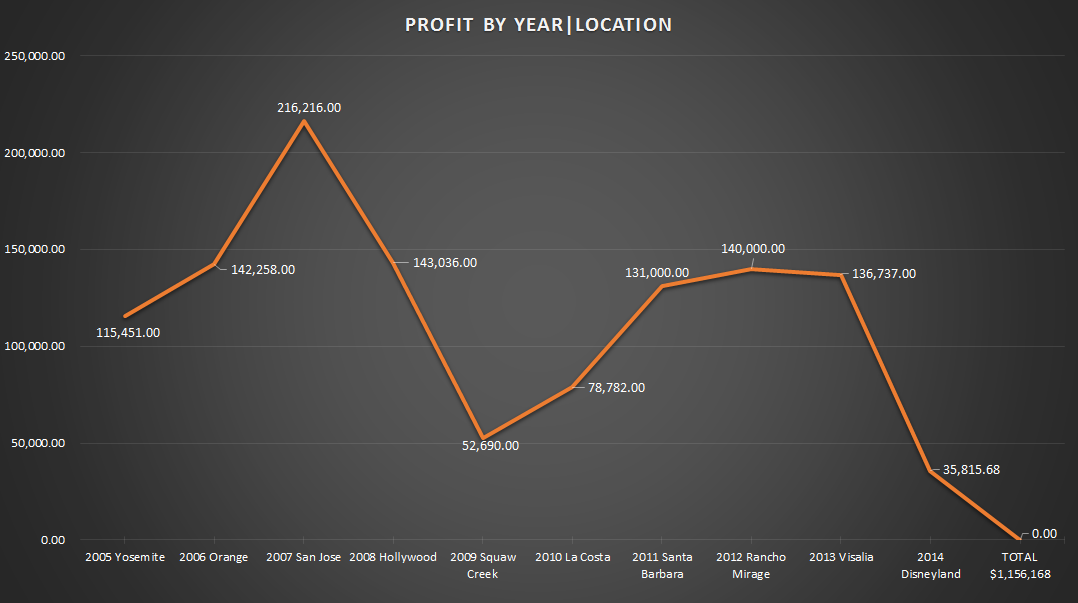 PROFIT BY YEAR|LOCATION
250,000.00
200,000.00
150,000.00
100,000.00
50,000.00
0.00
115,451.00
142,258.00
216,216.00
143,036.00
52,690.00
78,782.00
131,000.00
140,000.00
136,737.00
35,815.68
0.00
2005 Yosemite
2006 Orange
2007 San Jose
2008 Hollywood
2009 Squaw
Creek
2010 La Costa
2011 Santa
Barbara
2012 Rancho
Mirage
2013 Visalia
2014
Disneyland
TOTAL
$1,156,168